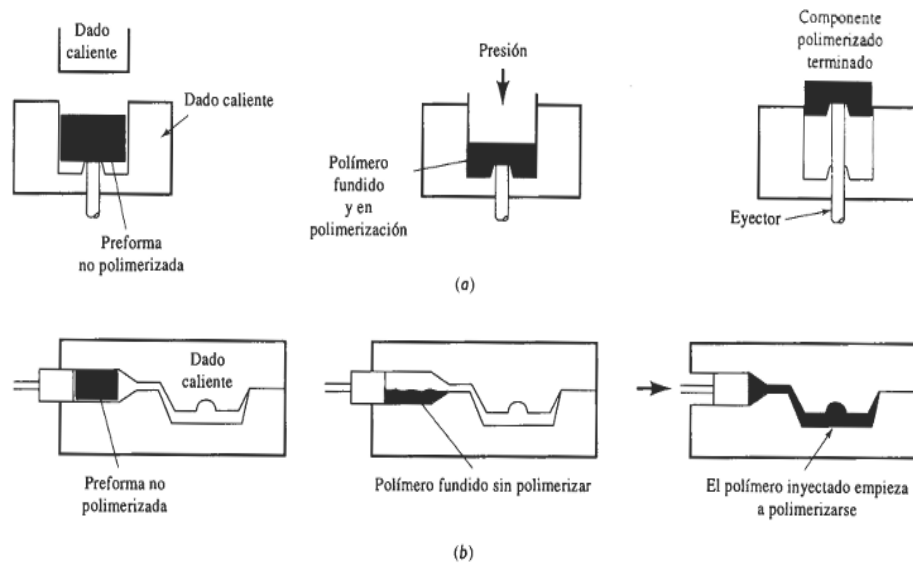 Dado
caliente
Dado caliente
Preforma
no polimerizada
Presión
Polímero
fundido
y en
polimerización
Componente
polimerizado
terminado
Eyector
(a)
Dado
caliente
Preforma no
polimerizada
Polímero fundido sin polimerizar
El polímero inyectado empieza
a polimerizarse
(b)